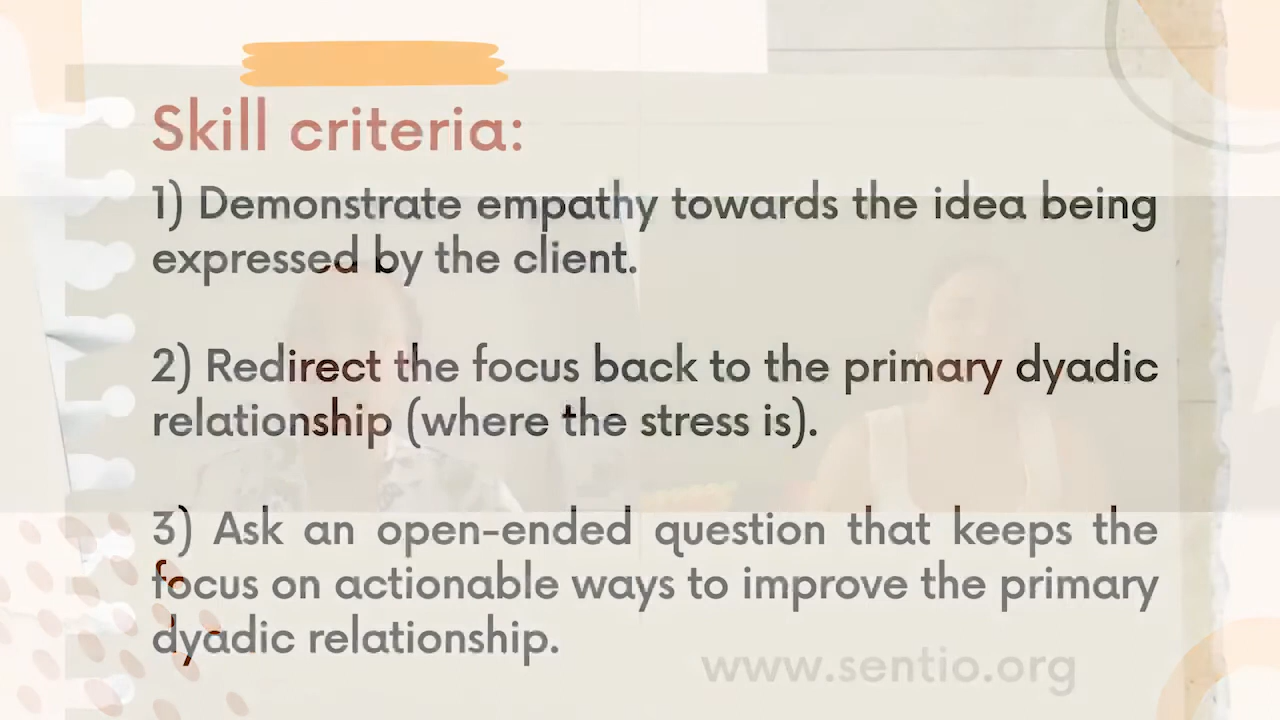 Skill criteria:
1) Demonstrate empathy towards the idea being
expressed by the client.
2) Redirect the focus back to the primary dyadic
relationship (where the stress is).
3) Ask an open-ended question that keeps the
focus on actionable ways to improve the primary
dyadic relationship.
www.sentio.org